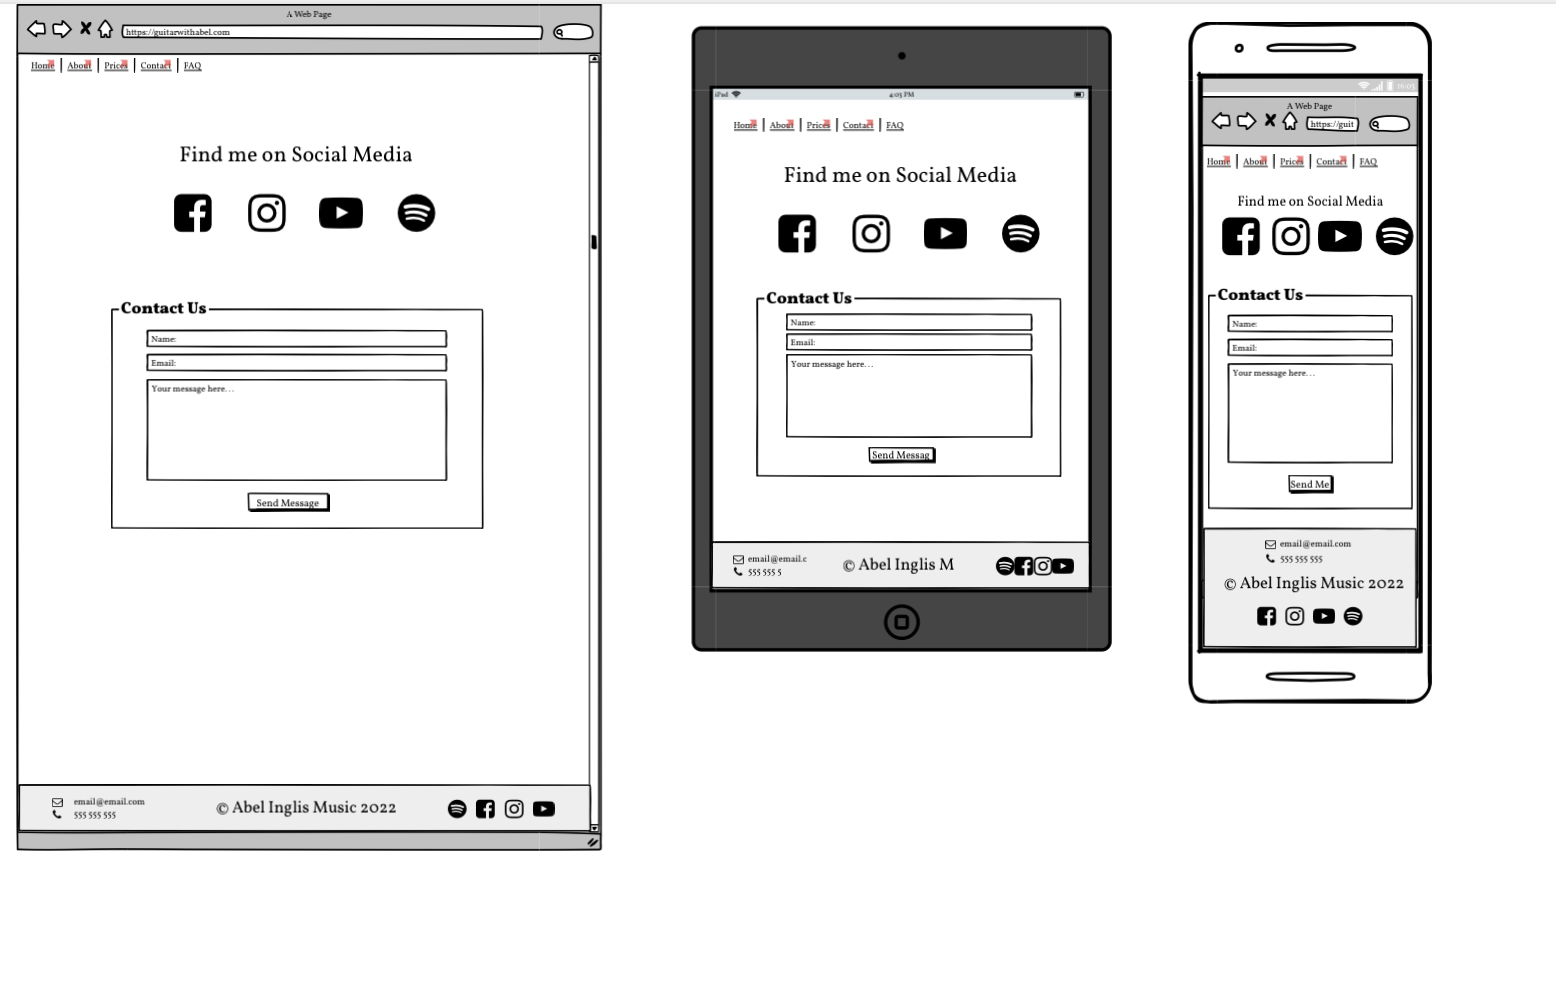 A Web Page
https://guitarwithabel.com
Home | About | Prices | Contact | FAQ
Find me on Social Media
Contact Us
Name:
Email:
Your message here...
Send Message
email@email.com
555 555 555
© Abel Inglis Music 2022
iPad 4:05 PM
Home | About | Prices | Contact | FAQ
Find me on Social Media
Contact Us
Name:
Email:
Your message here...
Send Messag
email@email.c
555 555 5
© Abel Inglis M
A Web Page
https://guit
Home | About | Prices | Contact | FAQ
Find me on Social Media
Contact Us
Name:
Email:
Your message here...
Send Me
email@email.com
555 555 555
© Abel Inglis Music 2022